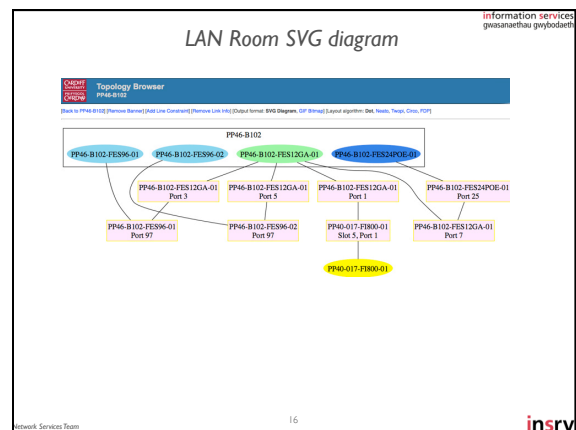 information services
gwasanaethau gwybodaeth
LAN Room SVG diagram
CARDIFF
UNIVERSITY
PRIFYSGOL
CAERDYDD
Topology Browser
PP46-B102
[Back to PP46-B102] [Remove Banner] [Add Line Constraint] [Remove Link Info] [Output format: SVG Diagram, GIF Bitmap] [Layout algorithm: Dot, Neato, Twopi, Circo, FDP]
PP46-B102
PP46-B102-FES96-01
PP46-B102-FES96-02
PP46-B102-FES12GA-01
PP46-B102-FES24POE-01
PP46-B102-FES12GA-01
Port 3
PP46-B102-FES12GA-01
Port 5
PP46-B102-FES12GA-01
Port 1
PP46-B102-FES24POE-01
Port 25
PP46-B102-FES96-01
Port 97
PP46-B102-FES96-02
Port 97
PP40-017-FI800-01
Slot 5, Port 1
PP46-B102-FES12GA-01
Port 7
PP40-017-FI800-01
Network Services Team
16
insrv